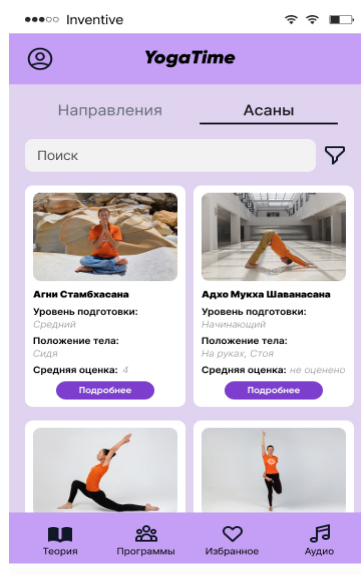 Inventive
YogaTime
Направления
Асаны
Поиск
Агни Стамбхасана
Уровень подготовки:
Средний
Положение тела:
Сидя
Средняя оценка: 4
Подробнее
Адхо Мукха Шаванасана
Уровень подготовки:
Начинающий
Положение тела:
На руках, Стоя
Средняя оценка: не оценено
Подробнее
Теория
Программы
Избранное
Аудио